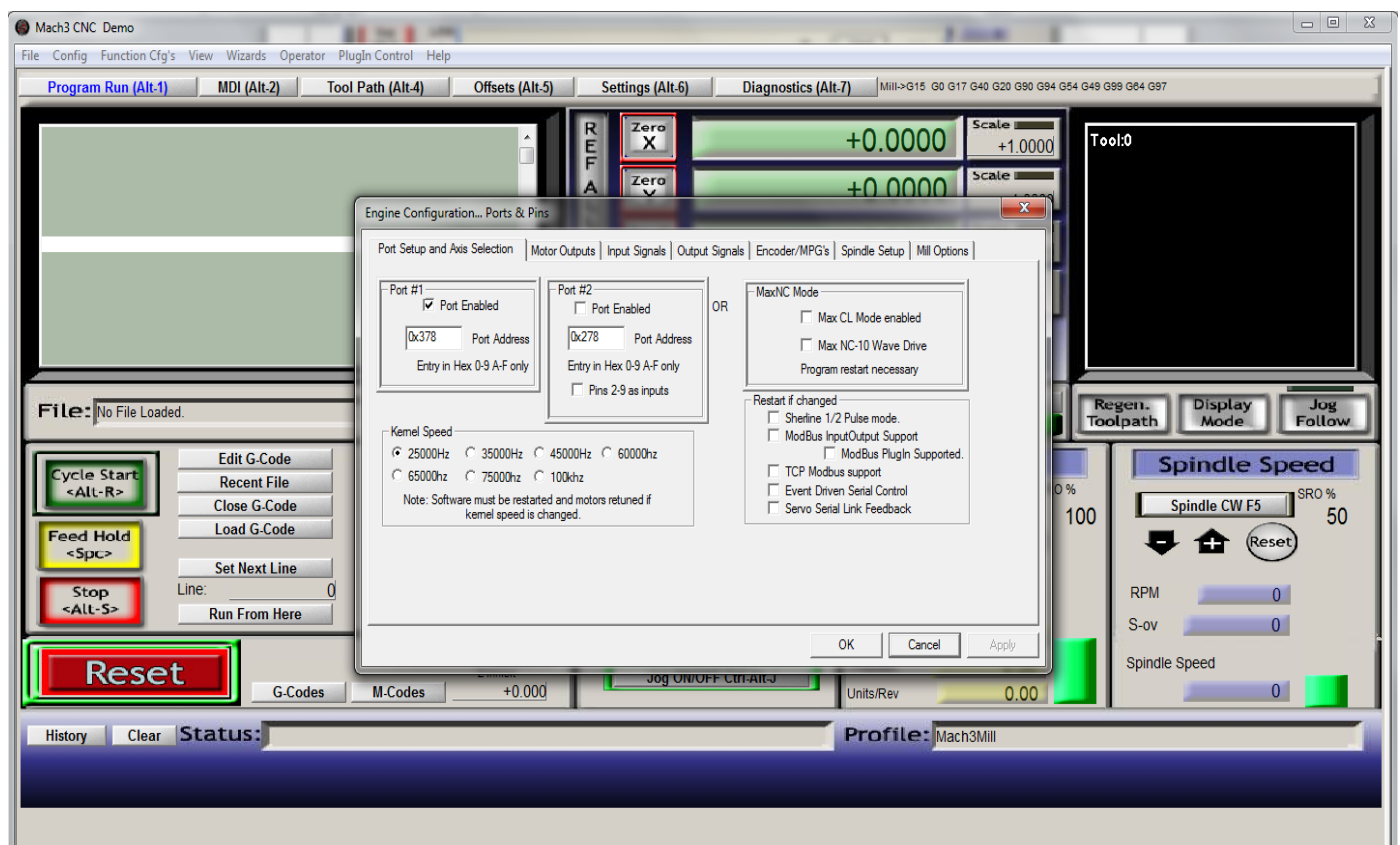 Mach3 CNC Demo
File Config Function Cfg's View Wizards Operator PlugIn Control Help
Program Run (Alt-1) MDI (Alt-2) Tool Path (Alt-4) Offsets (Alt-5) Settings (Alt-6) Diagnostics (Alt-7) Mill->G15 G0 G17 G40 G20 G90 G94 G54 G49 G99 G64 G97
REF A
Zero X +0.0000 Scale +1.0000
Zero +0.0000 Scale
Tool:0
Engine Configuration... Ports & Pins
Port Setup and Axis Selection Motor Outputs Input Signals Output Signals Encoder/MPG's Spindle Setup Mill Options
Port #1
Port Enabled
0x378 Port Address
Entry in Hex 0-9 A-F only
Port #2
Port Enabled
0x278 Port Address
Entry in Hex 0-9 A-F only
Pins 2-9 as inputs
OR
MaxNC Mode
Max CL Mode enabled
Max NC-10 Wave Drive
Program restart necessary
Restart if changed
Sherline 1/2 Pulse mode.
ModBus InputOutput Support
ModBus PlugIn Supported.
TCP Modbus support
Event Driven Serial Control
Servo Serial Link Feedback
Kernel Speed
25000Hz 35000Hz 45000Hz 60000hz
65000hz 75000hz 100khz
Note: Software must be restarted and motors retuned if
kernel speed is changed.
OK Cancel Apply
File: No File Loaded.
Regen. Toolpath Display Mode Jog Follow
Cycle Start <Alt-R>
Feed Hold <Spc>
Stop <Alt-S>
Edit G-Code
Recent File
Close G-Code
Load G-Code
Set Next Line
Line: 0
Run From Here
Reset
G-Codes M-Codes +0.000
Jog ON/OFF Ctrl-Alt-J
O %
100
Units/Rev 0.00
Spindle Speed
Spindle CW F5 SRO % 50
Reset
RPM 0
S-ov 0
Spindle Speed
0
History Clear Status: Profile: Mach3Mill